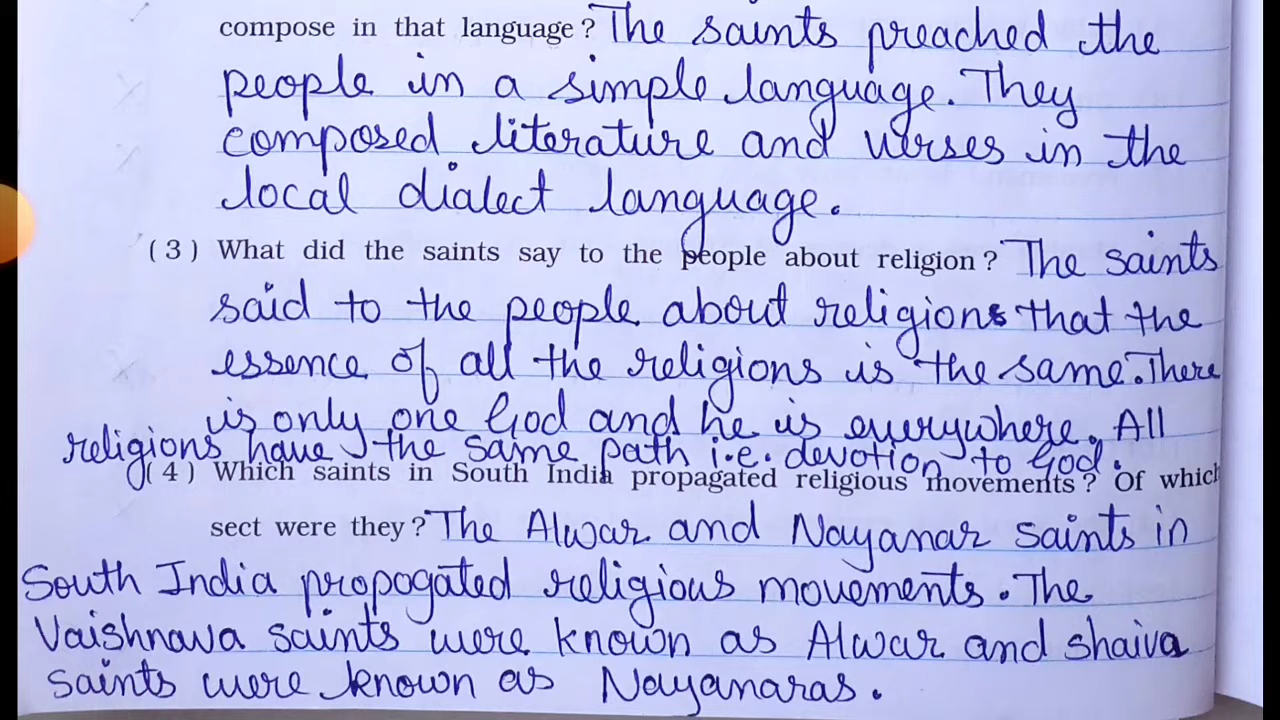 compose in that language ? The saints preached the
people in a simple language. They
composed literature and verses in the
local dialect language.
( 3 ) What did the saints say to the people about religion ? The saints
said to the people about religions that the
essence of all the religions is the same. There
is only one God and he is everywhere. All
religions have the same path i.e. devotion to God.
( 4 ) Which saints in South India propagated religious movements ? Of which
sect were they ? The Alwar and Nayanar saints in
South India propogated religious movements. The
Vaishnava saints were known as Alwar and shaiva
saints were known as Nayanaras.